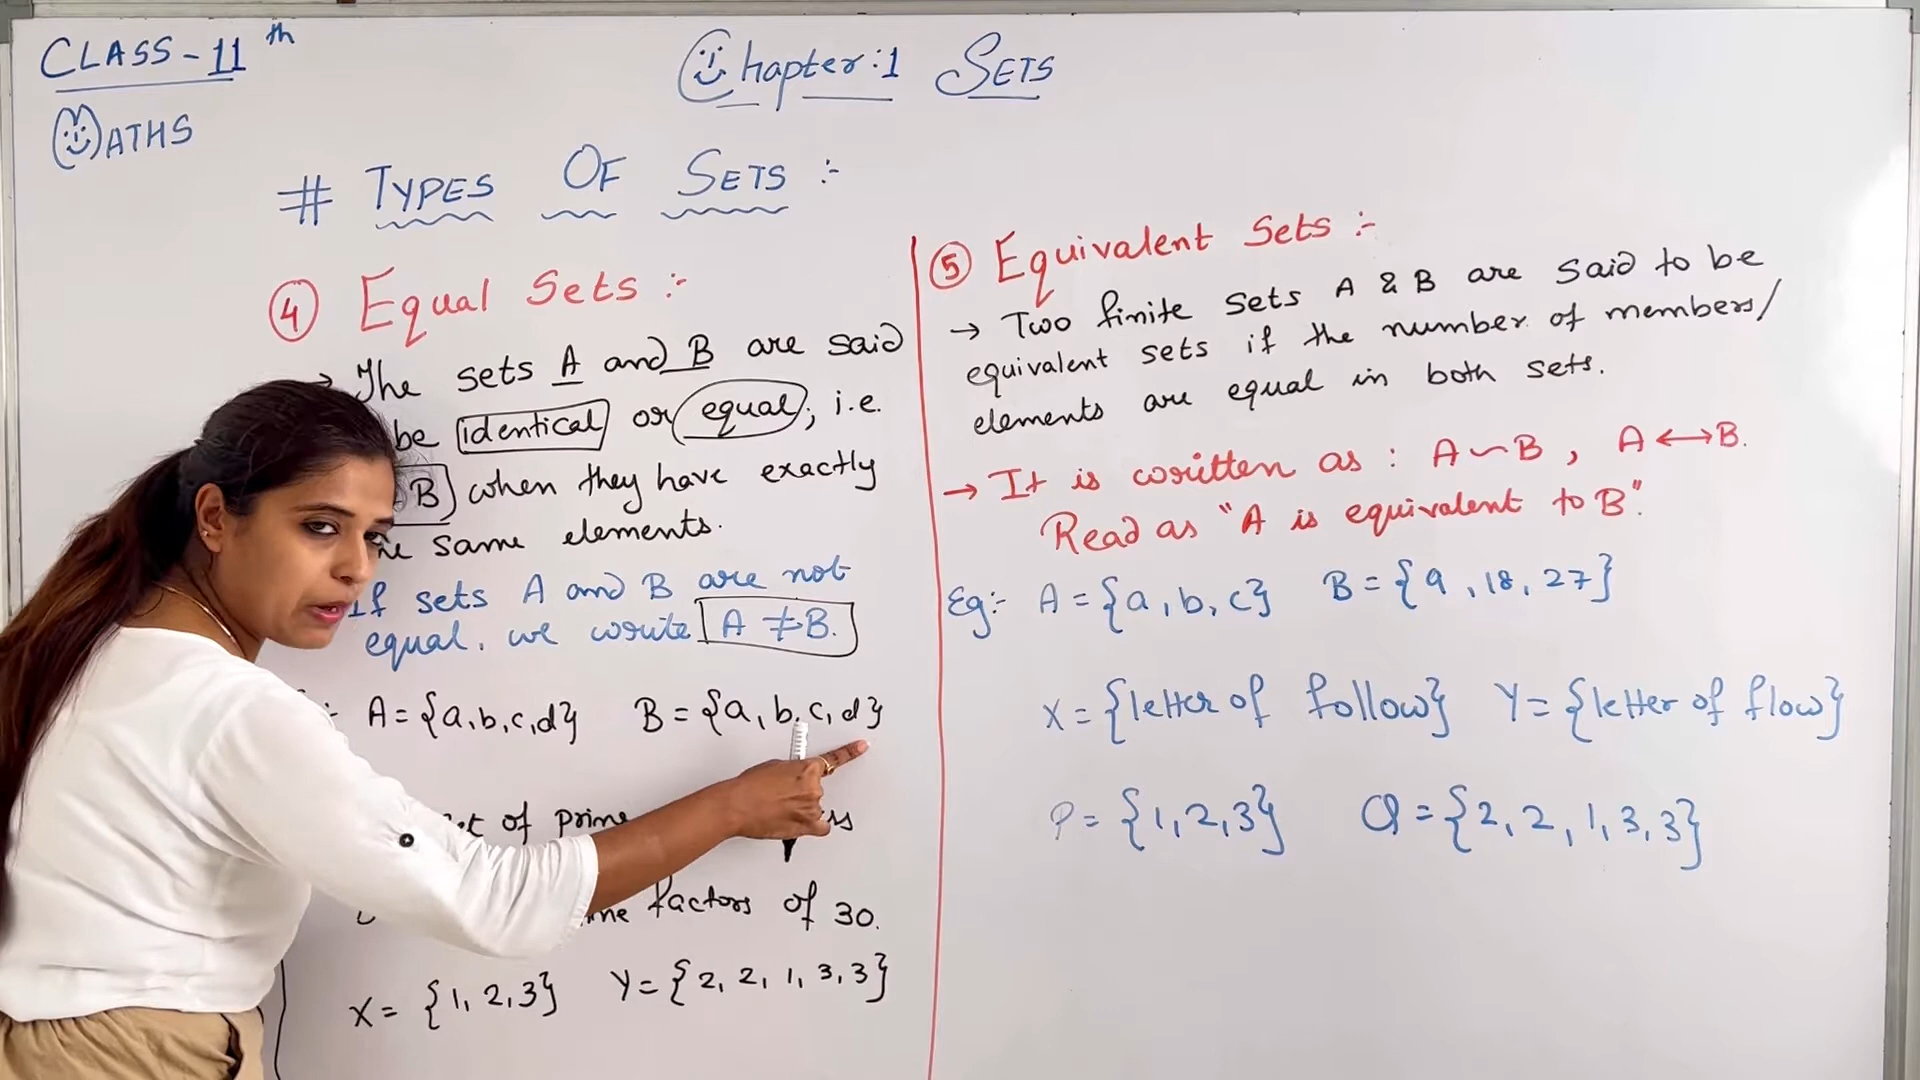 CLASS - 11th
MATHS
Chapter:1 SETS
# TYPES OF SETS :-
④ Equal Sets :-
→ The sets A and B are said
be identical or equal, i.e.
B when they have exactly
same elements.
If sets A and B are not
equal, we write A ≠ B.
A = {a, b, c, d} B = {a, b, c, d}
of prime
factors of 30.
X = {1, 2, 3} Y = {2, 2, 1, 3, 3}
⑤ Equivalent Sets :-
→ Two finite sets A & B are said to be
equivalent sets if the number of members/
elements are equal in both sets.
→ It is written as : A ~ B , A ↔ B.
Read as "A is equivalent to B".
Eg:- A = {a, b, c} B = {9, 18, 27}
X = {letter of follow} Y = {letter of flow}
P = {1, 2, 3} Q = {2, 2, 1, 3, 3}